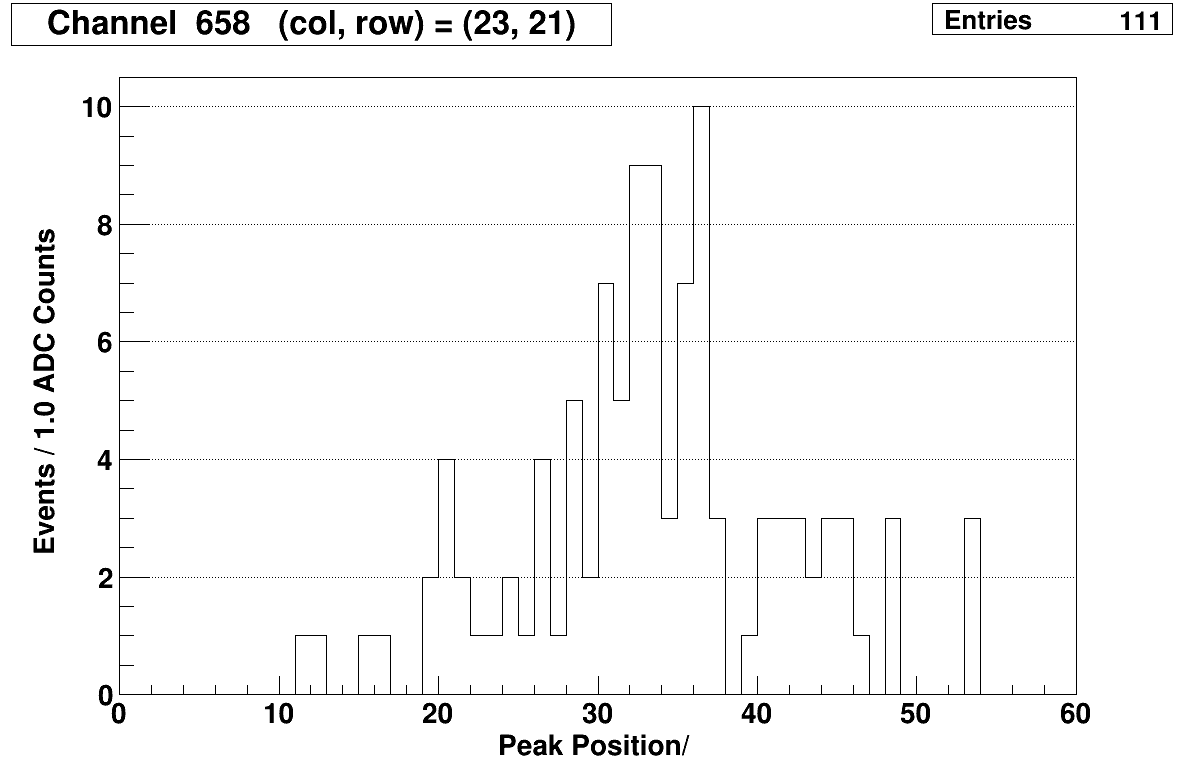 Channel 658 (col, row) = (23, 21)
Entries 111
10
8
6
4
2
0
Events / 1.0 ADC Counts
0 10 20 30 40 50 60
Peak Position/